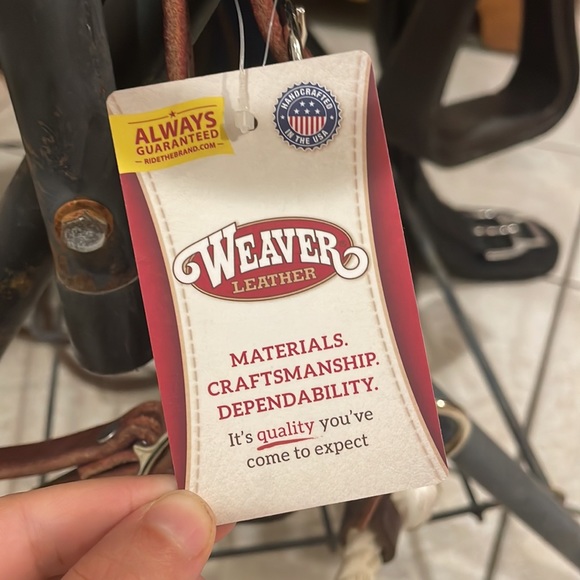 ALWAYS
GUARANTEED
RIDETHEBRAND.COM
HANDCRAFTED
IN THE USA
WEAVER
LEATHER
MATERIALS.
CRAFTSMANSHIP.
DEPENDABILITY.
It's quality you've
come to expect